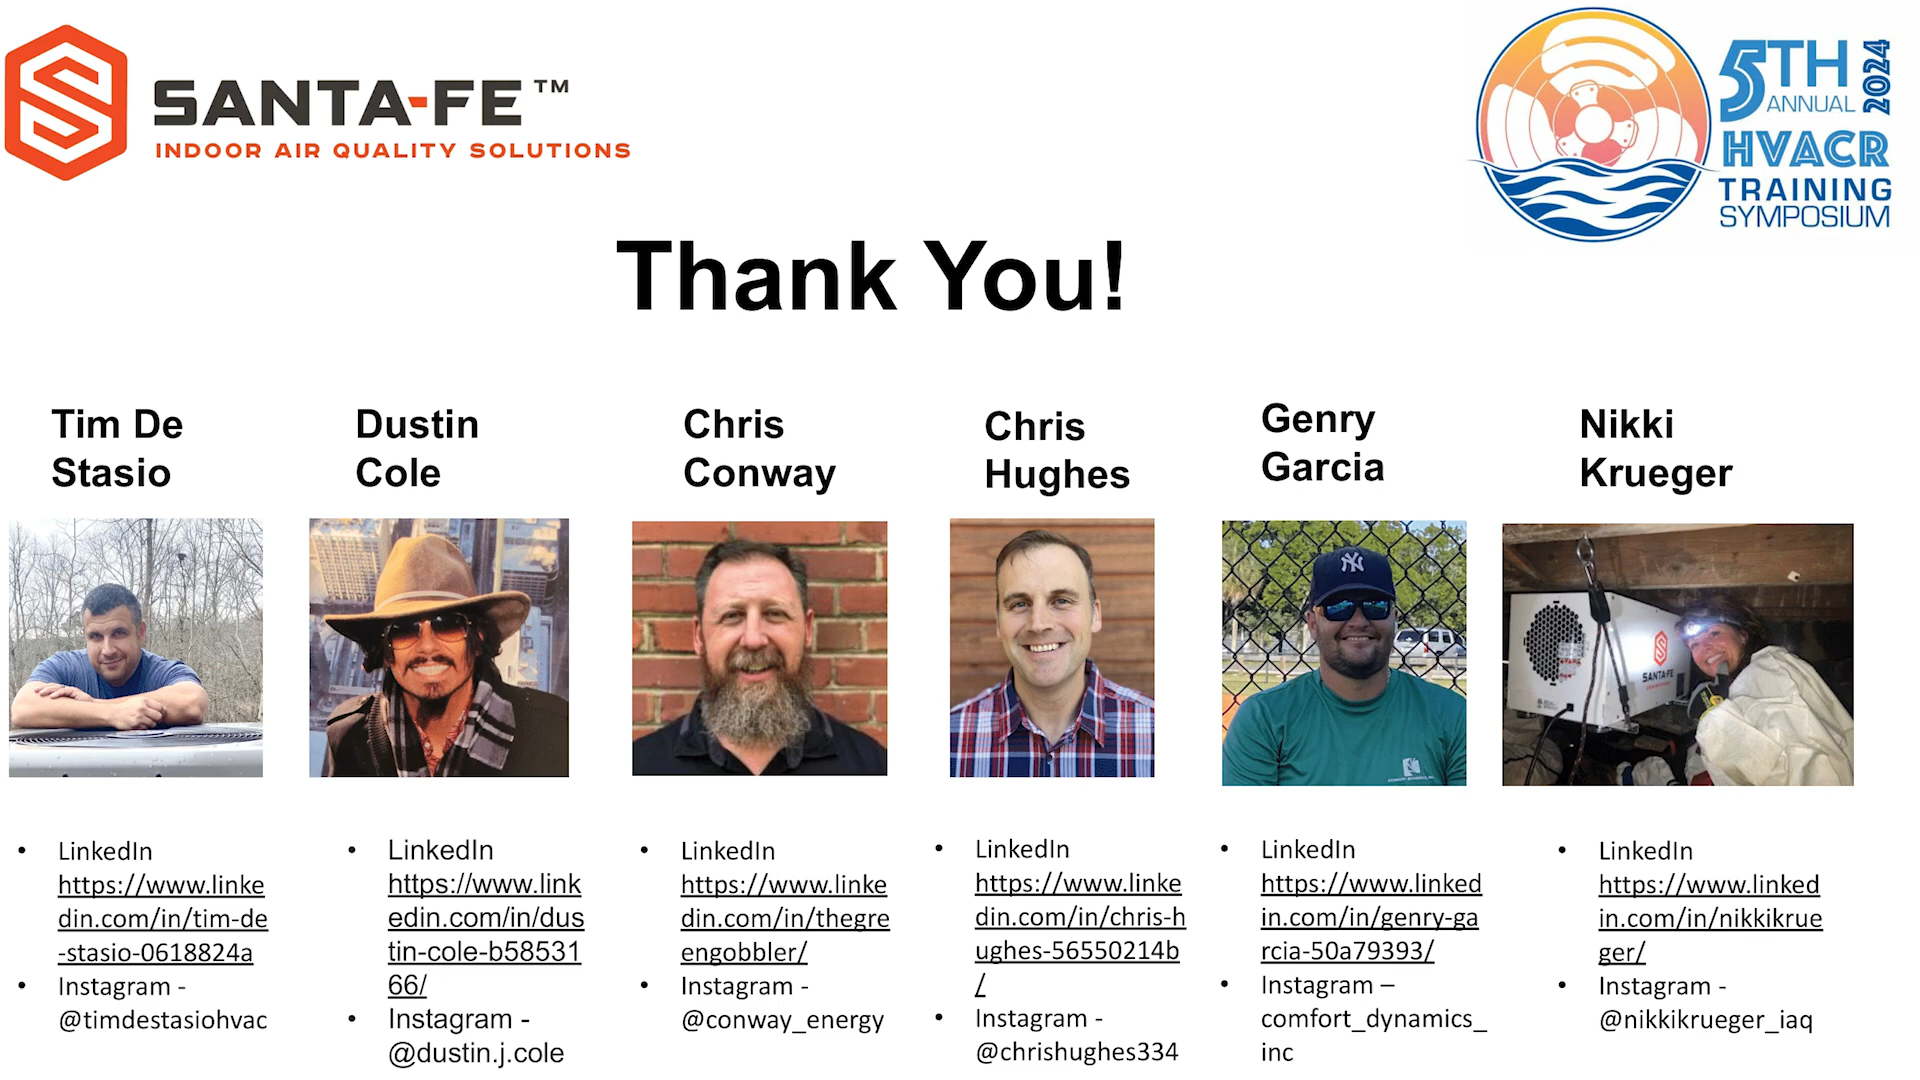 SANTA-FE™
INDOOR AIR QUALITY SOLUTIONS
5TH
ANNUAL
2024
HVACR
TRAINING
SYMPOSIUM
Thank You!
Tim De
Stasio
• LinkedIn
https://www.linke
din.com/in/tim-de
-stasio-0618824a
• Instagram -
@timdestasiohvac
Dustin
Cole
• LinkedIn
https://www.link
edin.com/in/dus
tin-cole-b58531
66/
• Instagram -
@dustin.j.cole
Chris
Conway
• LinkedIn
https://www.linke
din.com/in/thegre
engobbler/
• Instagram -
@conway_energy
Chris
Hughes
• LinkedIn
https://www.linke
din.com/in/chris-h
ughes-56550214b
/
• Instagram -
@chrishughes334
Genry
Garcia
NY
• LinkedIn
https://www.linked
in.com/in/genry-ga
rcia-50a79393/
• Instagram –
comfort_dynamics_
inc
Nikki
Krueger
SANTA-FE
• LinkedIn
https://www.linked
in.com/in/nikkikrue
ger/
• Instagram -
@nikkikrueger_iaq